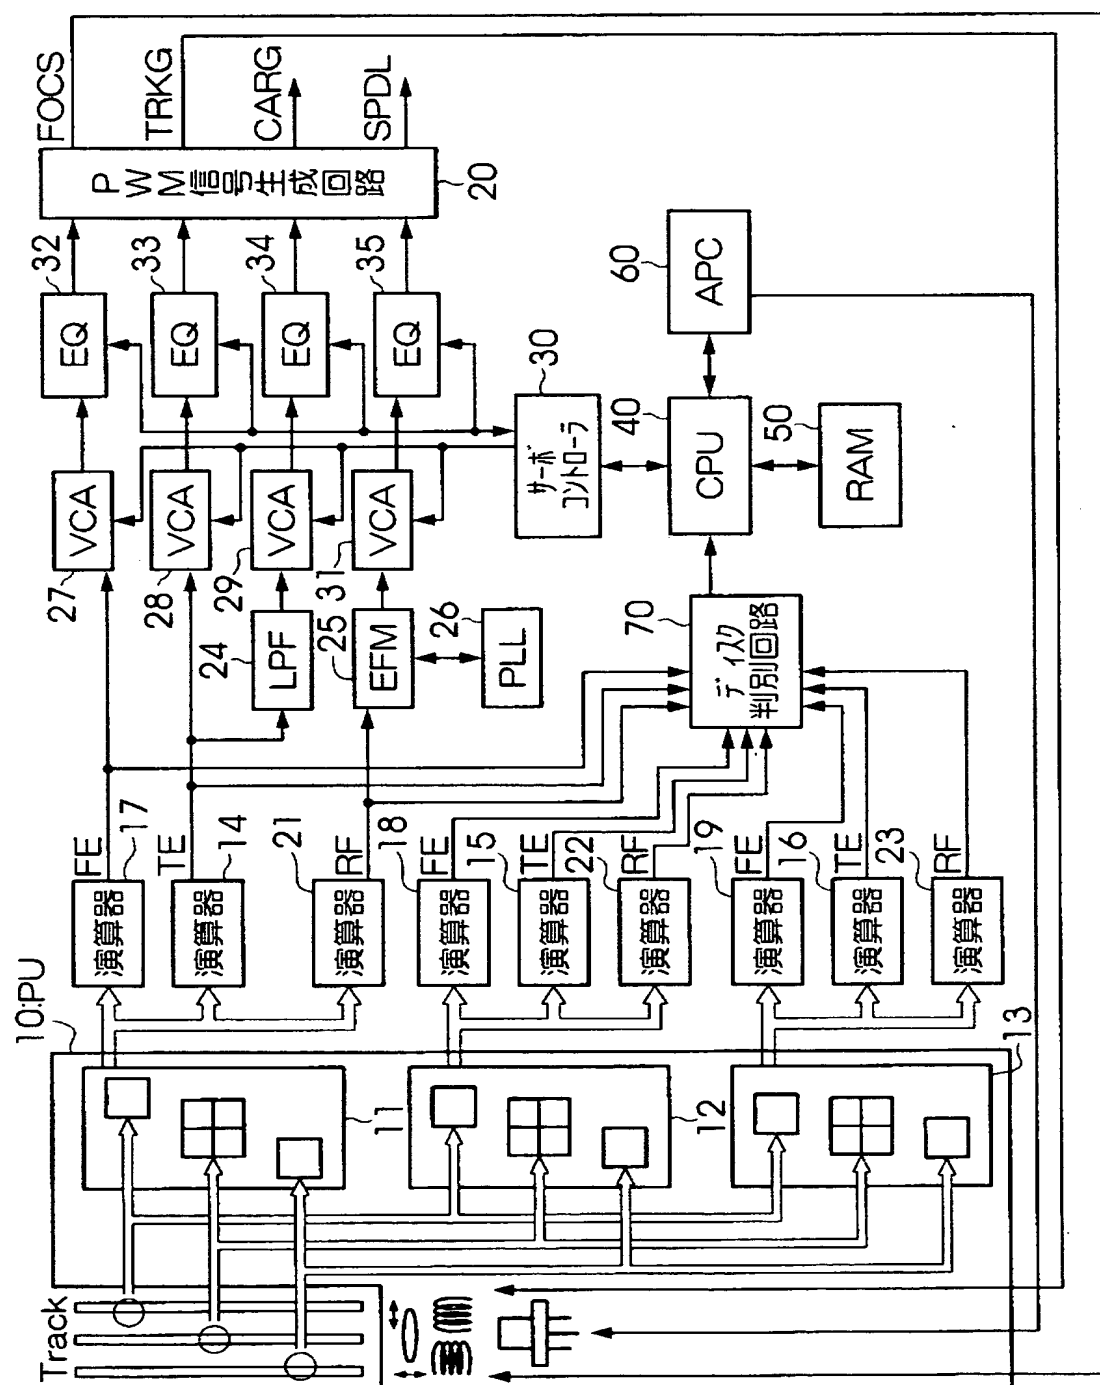 FOCS
TRKG
CARG
SPDL
PWM信号生成回路
20
32
EQ
33
EQ
34
EQ
35
EQ
VCA
27
VCA
28
VCA
29
VCA
31
LPF
24
EFM
25
PLL
26
サーボ
コントローラ
30
CPU
40
RAM
50
APC
60
ディスク
判別回路
70
FE
17
演算器
TE
14
演算器
RF
21
演算器
FE
18
演算器
TE
15
演算器
RF
22
演算器
FE
19
演算器
TE
16
演算器
RF
23
演算器
10:PU
11
12
13
Track